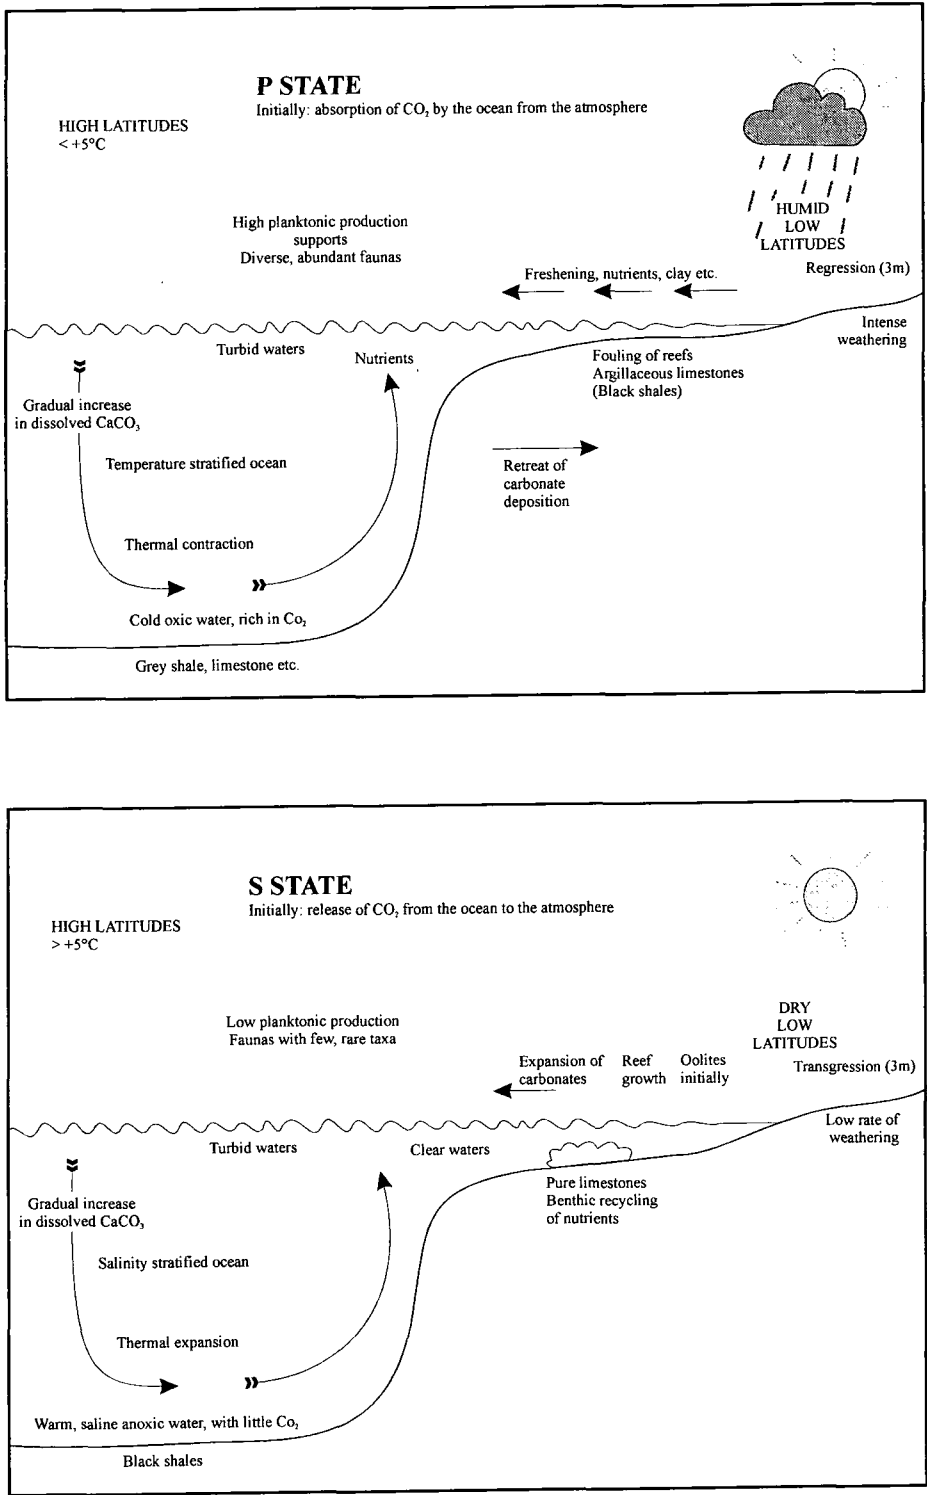 P STATE
Initially: absorption of CO₂ by the ocean from the atmosphere
HIGH LATITUDES
< +5°C
High planktonic production
supports
Diverse, abundant faunas
HUMID
LOW
LATITUDES
Regression (3m)
Freshening, nutrients, clay etc.
Intense
weathering
Turbid waters
Nutrients
Fouling of reefs
Argillaceous limestones
(Black shales)
Gradual increase
in dissolved CaCO₃
Temperature stratified ocean
Retreat of
carbonate
deposition
Thermal contraction
Cold oxic water, rich in Co₂
Grey shale, limestone etc.
S STATE
Initially: release of CO₂ from the ocean to the atmosphere
HIGH LATITUDES
> +5°C
Low planktonic production
Faunas with few, rare taxa
DRY
LOW
LATITUDES
Transgression (3m)
Expansion of
carbonates
Reef
growth
Oolites
initially
Low rate of
weathering
Turbid waters
Clear waters
Pure limestones
Benthic recycling
of nutrients
Gradual increase
in dissolved CaCO₃
Salinity stratified ocean
Thermal expansion
Warm, saline anoxic water, with little Co₂
Black shales